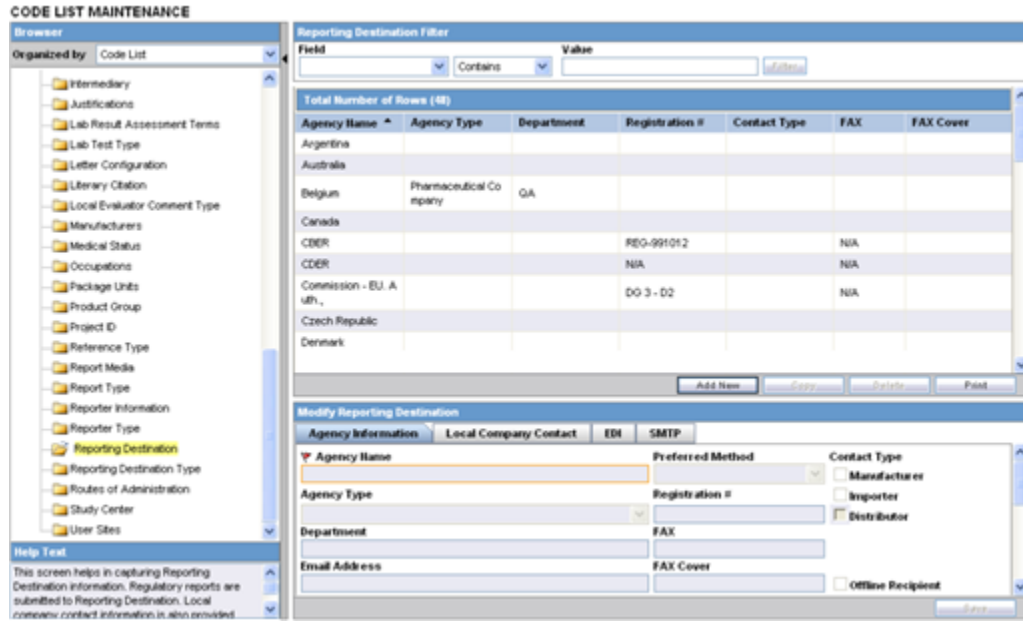 CODE LIST MAINTENANCE
Browser
Organized by Code List
Intermediary
Justifications
Lab Result Assessment Terms
Lab Test Type
Letter Configuration
Literary Citation
Local Evaluator Comment Type
Manufacturers
Medical Status
Occupations
Package Units
Product Group
Project ID
Reference Type
Report Media
Report Type
Reporter Information
Reporter Type
Reporting Destination
Reporting Destination Type
Routes of Administration
Study Center
User Sites
Help Text
This screen helps in capturing Reporting
Destination information. Regulatory reports are
submitted to Reporting Destination. Local
company contact information is also provided
Reporting Destination Filter
Field Value
Contains Filter
Total Number of Rows (48)
Agency Name Agency Type Department Registration # Contact Type FAX FAX Cover
Argentina
Australia
Belgium Pharmaceutical Co
mpany QA
Canada
CBER REG-991012 N/A
CDER N/A N/A
Commission - EU. A
uth., DG 3 - D2 N/A
Czech Republic
Denmark
Add New Copy Delete Print
Modify Reporting Destination
Agency Information Local Company Contact EDI SMTP
Agency Name Preferred Method Contact Type
Manufacturer
Agency Type Registration # Importer
Distributor
Department FAX
Email Address FAX Cover
Offline Recipient
Save